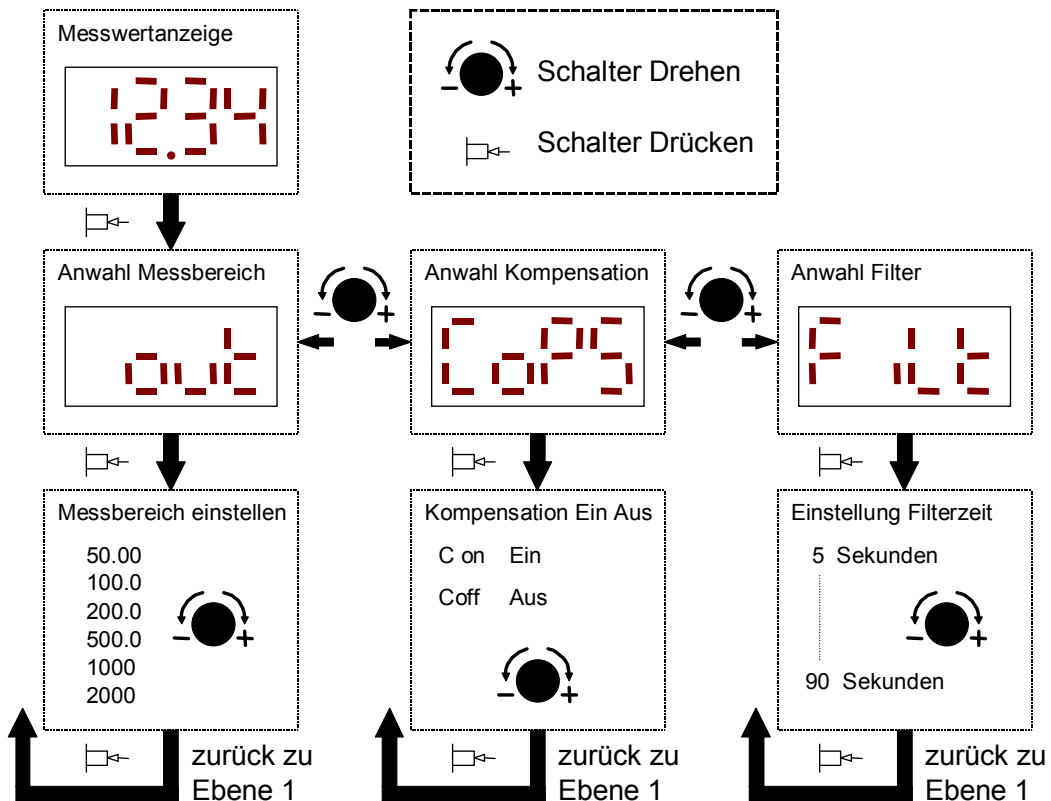 Messwertanzeige
12.34
Schalter Drehen
Schalter Drücken
Anwahl Messbereich
out
Anwahl Kompensation
CoPS
Anwahl Filter
FiLt
Messbereich einstellen
50.00
100.0
200.0
500.0
1000
2000
zurück zu
Ebene 1
Kompensation Ein Aus
C on Ein
Coff Aus
zurück zu
Ebene 1
Einstellung Filterzeit
5 Sekunden
90 Sekunden
zurück zu
Ebene 1